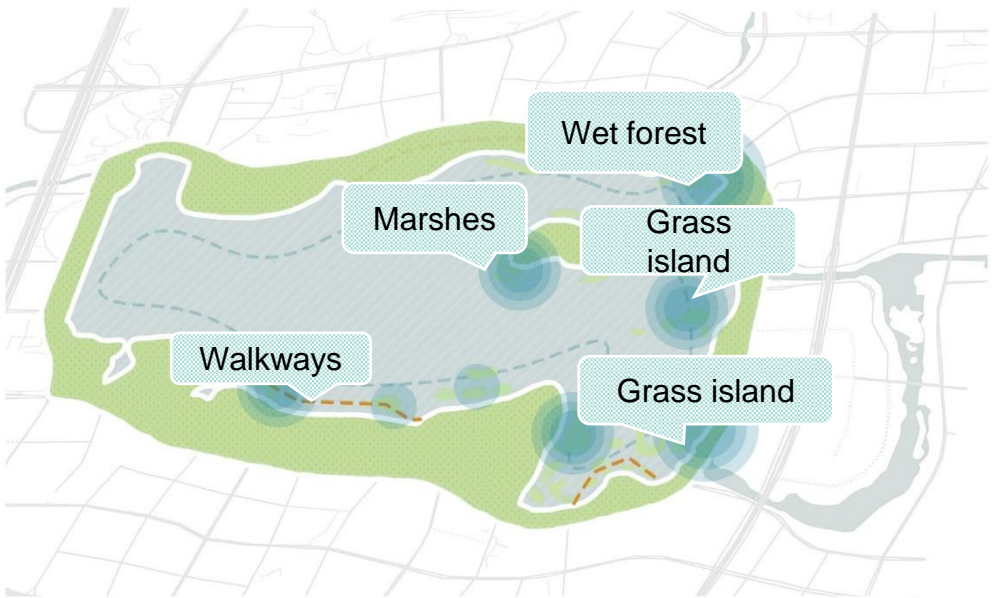 Wet forest
Marshes
Grass
island
Walkways
Grass island